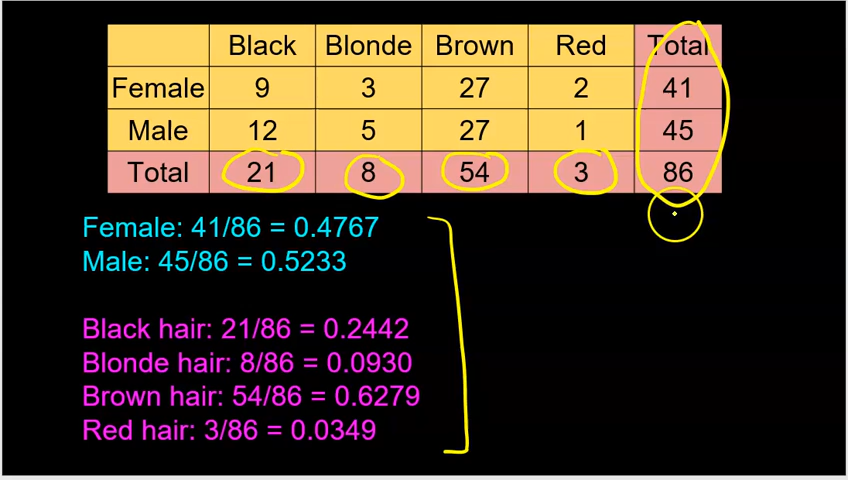 Black Blonde Brown Red Total
Female 9 3 27 2 41
Male 12 5 27 1 45
Total 21 8 54 3 86
Female: 41/86 = 0.4767
Male: 45/86 = 0.5233
Black hair: 21/86 = 0.2442
Blonde hair: 8/86 = 0.0930
Brown hair: 54/86 = 0.6279
Red hair: 3/86 = 0.0349